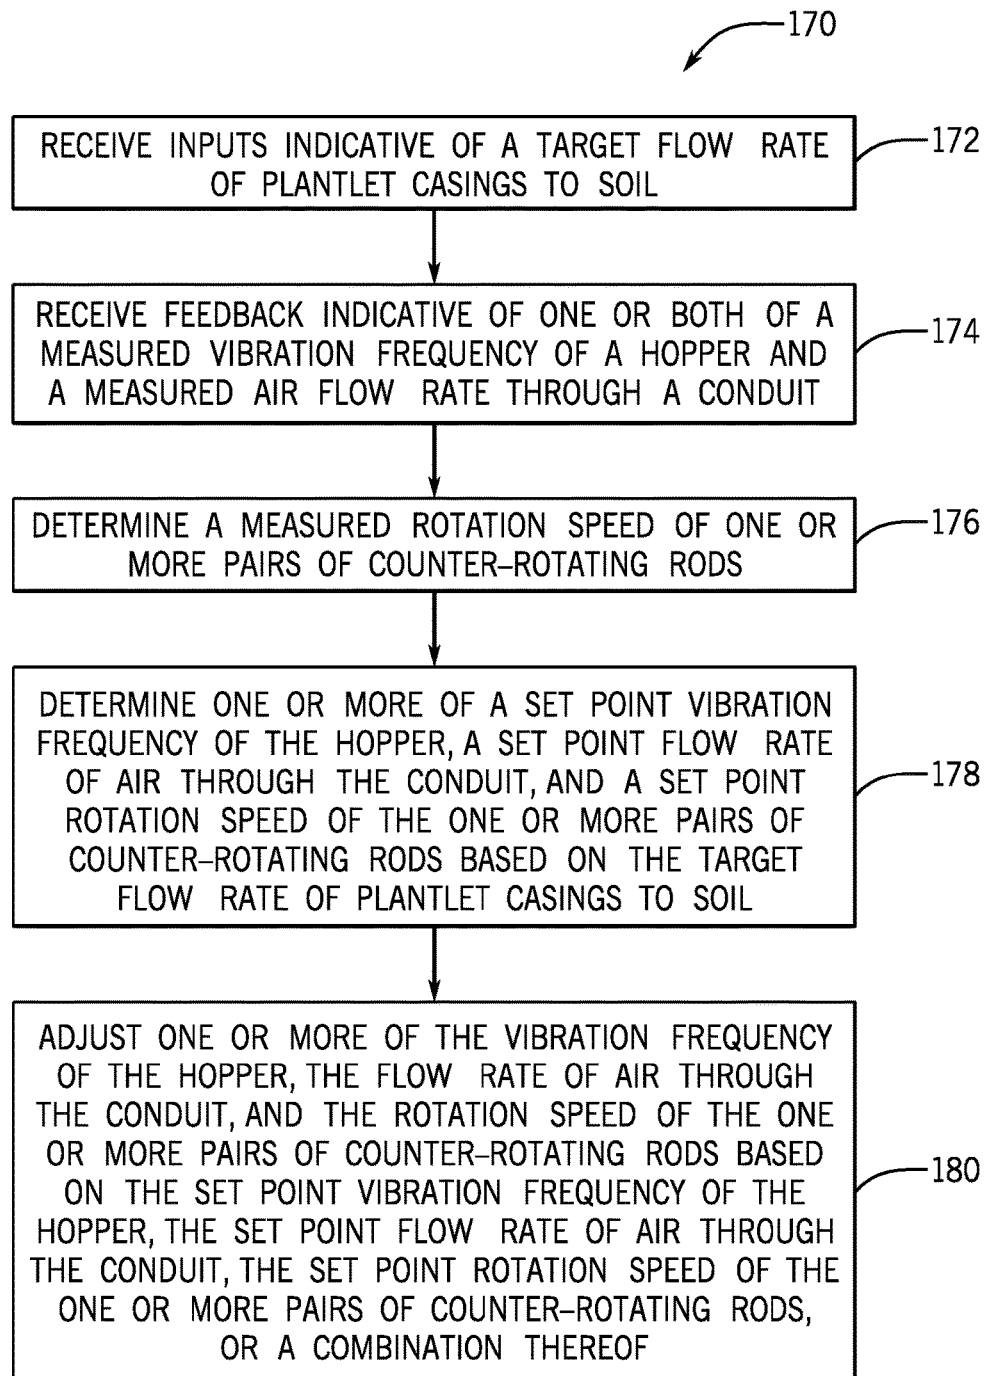 170
RECEIVE INPUTS INDICATIVE OF A TARGET FLOW RATE
OF PLANTLET CASINGS TO SOIL
172
RECEIVE FEEDBACK INDICATIVE OF ONE OR BOTH OF A
MEASURED VIBRATION FREQUENCY OF A HOPPER AND
A MEASURED AIR FLOW RATE THROUGH A CONDUIT
174
DETERMINE A MEASURED ROTATION SPEED OF ONE OR
MORE PAIRS OF COUNTER–ROTATING RODS
176
DETERMINE ONE OR MORE OF A SET POINT VIBRATION
FREQUENCY OF THE HOPPER, A SET POINT FLOW RATE
OF AIR THROUGH THE CONDUIT, AND A SET POINT
ROTATION SPEED OF THE ONE OR MORE PAIRS OF
COUNTER–ROTATING RODS BASED ON THE TARGET
FLOW RATE OF PLANTLET CASINGS TO SOIL
178
ADJUST ONE OR MORE OF THE VIBRATION FREQUENCY
OF THE HOPPER, THE FLOW RATE OF AIR THROUGH
THE CONDUIT, AND THE ROTATION SPEED OF THE ONE
OR MORE PAIRS OF COUNTER–ROTATING RODS BASED
ON THE SET POINT VIBRATION FREQUENCY OF THE
HOPPER, THE SET POINT FLOW RATE OF AIR THROUGH
THE CONDUIT, THE SET POINT ROTATION SPEED OF THE
ONE OR MORE PAIRS OF COUNTER–ROTATING RODS,
OR A COMBINATION THEREOF
180